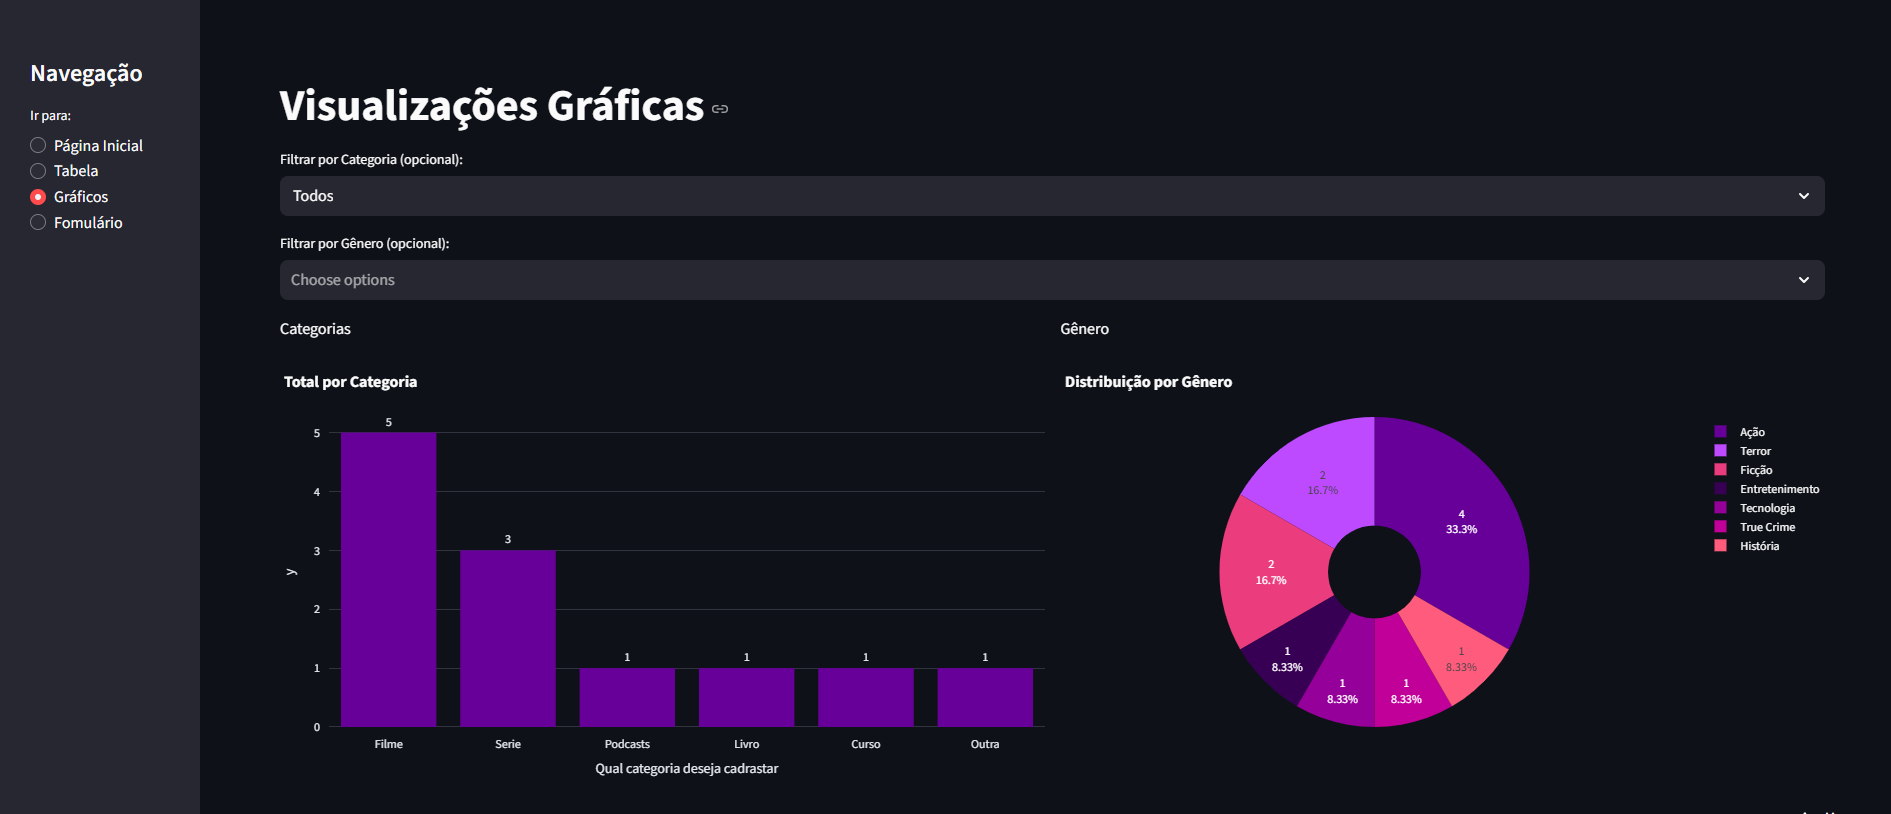 Navegação
Ir para:
Página Inicial
Tabela
Gráficos
Fomulário
Visualizações Gráficas
Filtrar por Categoria (opcional):
Todos
Filtrar por Gênero (opcional):
Choose options
Categorias
Gênero
Total por Categoria
5
4
3
2
1
0
y
5
3
1
1
1
1
Filme
Serie
Podcasts
Livro
Curso
Outra
Qual categoria deseja cadrastar
Distribuição por Gênero
2
16.7%
4
33.3%
2
16.7%
1
8.33%
1
8.33%
1
8.33%
1
8.33%
Ação
Terror
Ficção
Entretenimento
Tecnologia
True Crime
História